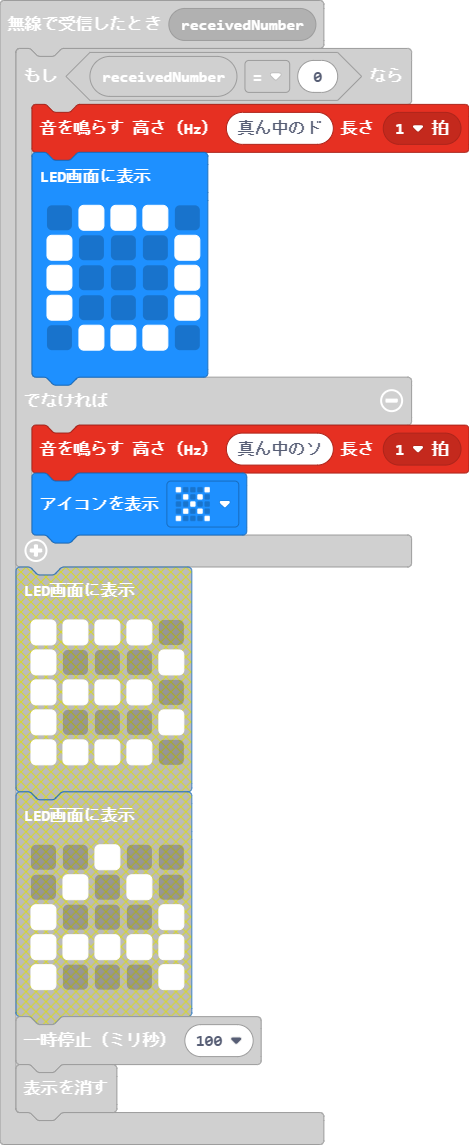 無線で受信したとき receivedNumber
もし receivedNumber = 0 なら
音を鳴らす 高さ (Hz) 真ん中のド 長さ 1 拍
LED画面に表示
でなければ
音を鳴らす 高さ (Hz) 真ん中のソ 長さ 1 拍
アイコンを表示
LED画面に表示
LED画面に表示
一時停止 (ミリ秒) 100
表示を消す